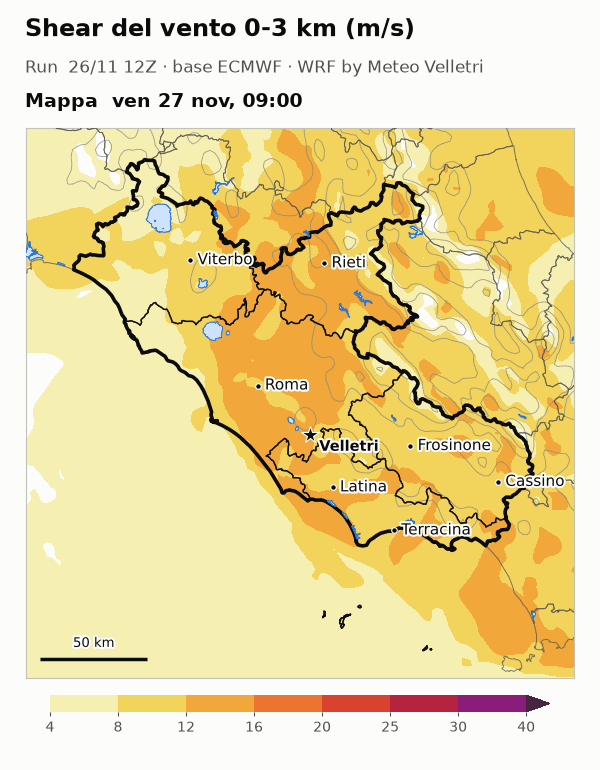 Shear del vento 0-3 km (m/s)
Run  26/11 12Z · base ECMWF · WRF by Meteo Velletri
Mappa  ven 27 nov, 09:00
Viterbo
Rieti
Roma
Velletri
Frosinone
Cassino
Latina
Terracina
50 km
4 8 12 16 20 25 30 40